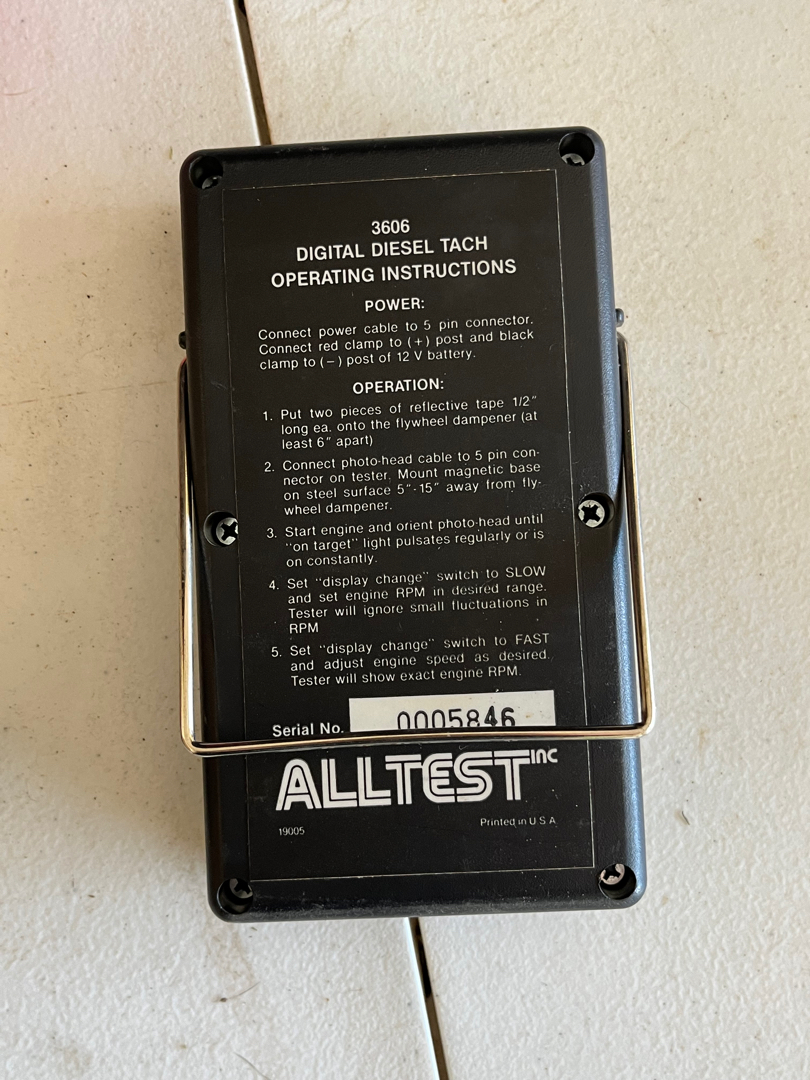 3606
DIGITAL DIESEL TACH
OPERATING INSTRUCTIONS
POWER:
Connect power cable to 5 pin connector.
Connect red clamp to (+) post and black
clamp to (−) post of 12 V battery.
OPERATION:
1. Put two pieces of reflective tape 1/2"
long ea. onto the flywheel dampener (at
least 6" apart)
2. Connect photo-head cable to 5 pin con-
nector on tester. Mount magnetic base
on steel surface 5"-15" away from fly-
wheel dampener.
3. Start engine and orient photo-head until
"on target" light pulsates regularly or is
on constantly.
4. Set "display change" switch to SLOW
and set engine RPM in desired range.
Tester will ignore small fluctuations in
RPM
5. Set "display change" switch to FAST
and adjust engine speed as desired.
Tester will show exact engine RPM.
Serial No. 0005846
ALLTEST INC
19005 Printed in U S A